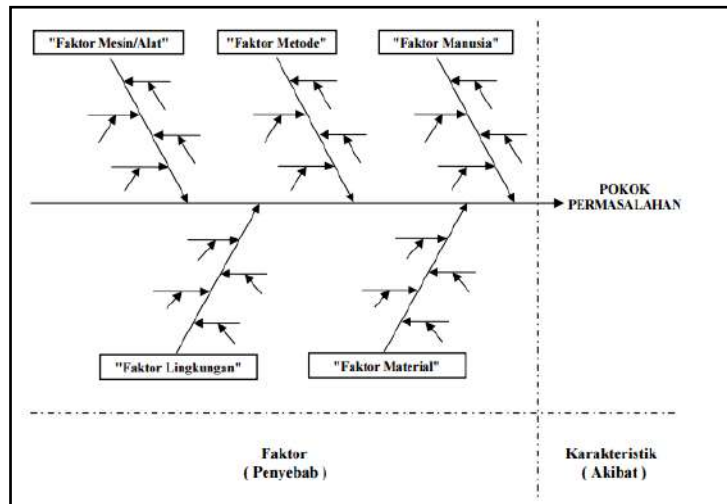 "Faktor Mesin/Alat"
"Faktor Metode"
"Faktor Manusia"
POKOK
PERMASALAHAN
"Faktor Lingkungan"
"Faktor Material"
Faktor
( Penyebab )
Karakteristik
( Akibat )